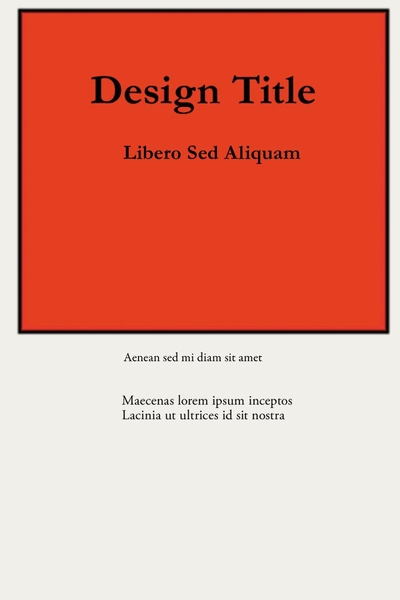 Design Title
Libero Sed Aliquam
Aenean sed mi diam sit amet
Maecenas lorem ipsum inceptos
Lacinia ut ultrices id sit nostra